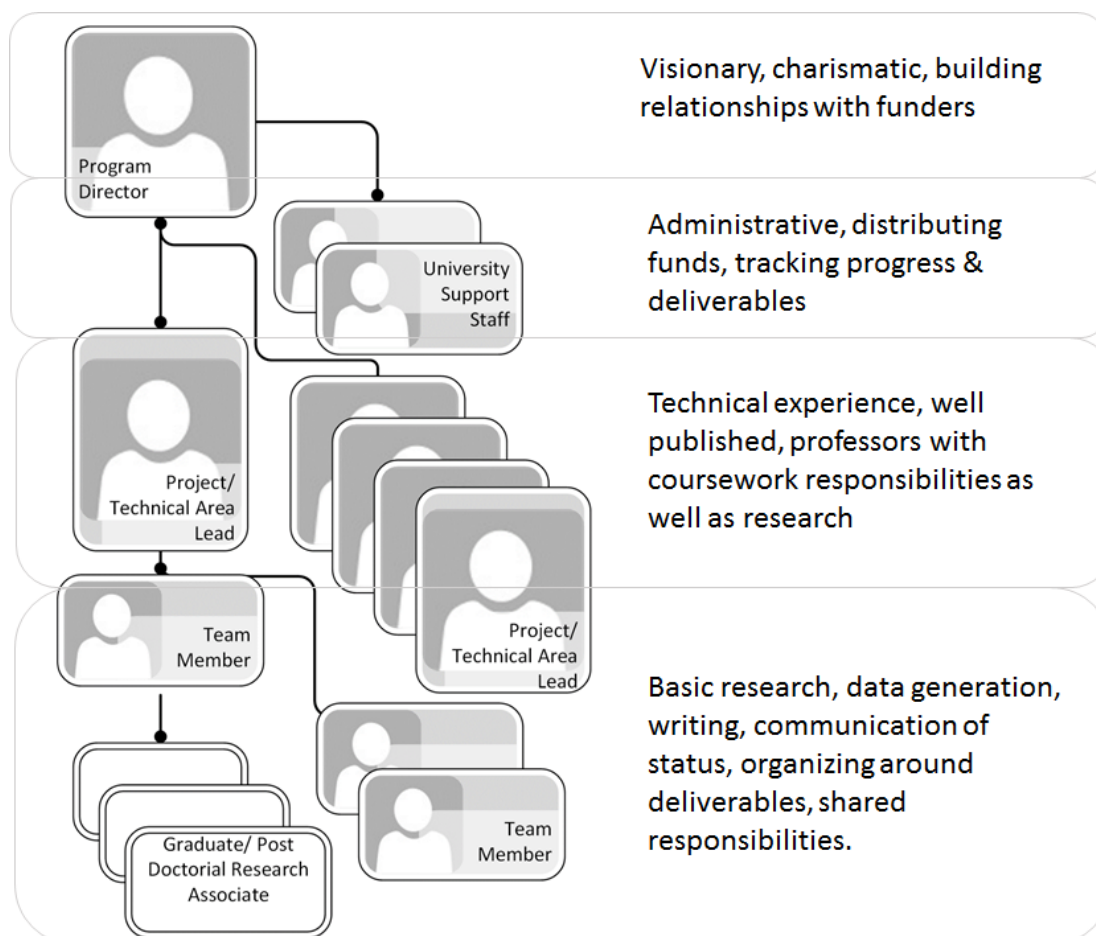 Program
Director
Visionary, charismatic, building
relationships with funders
University
Support
Staff
Administrative, distributing
funds, tracking progress &
deliverables
Project/
Technical Area
Lead
Project/
Technical Area
Lead
Technical experience, well
published, professors with
coursework responsibilities as
well as research
Team
Member
Team
Member
Graduate/ Post
Doctorial Research
Associate
Basic research, data generation,
writing, communication of
status, organizing around
deliverables, shared
responsibilities.